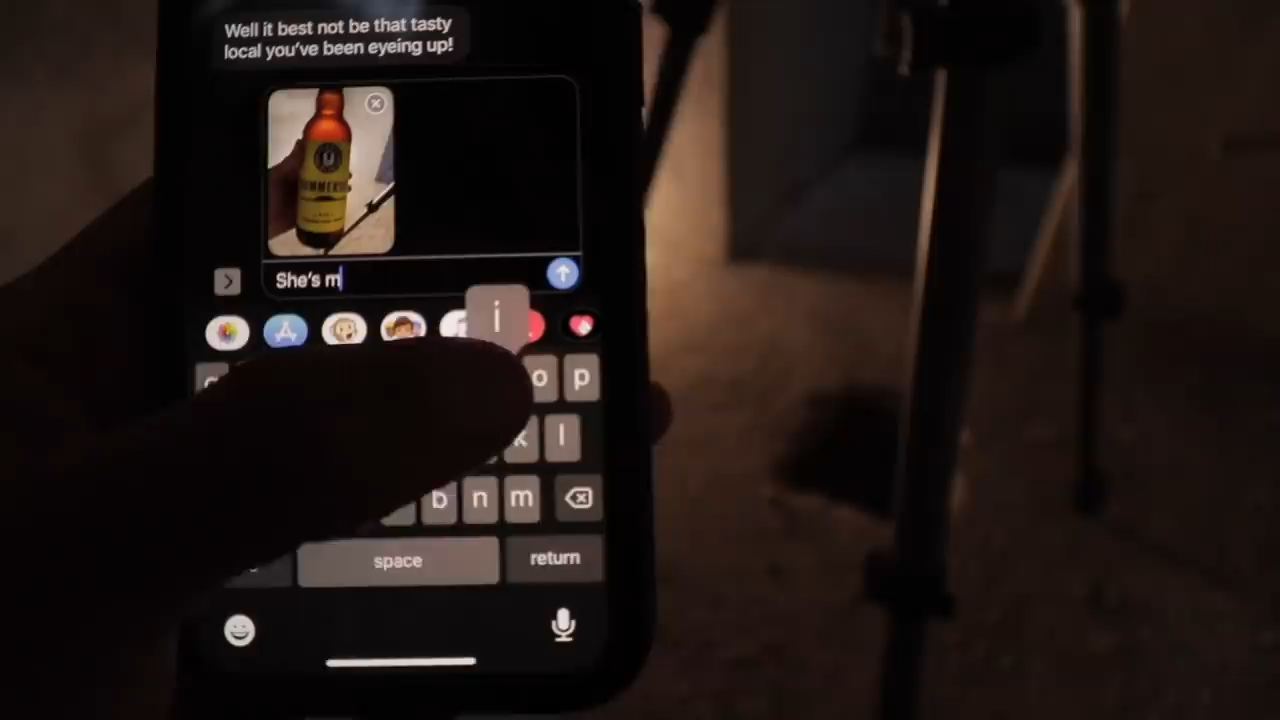 Well it best not be that tasty
local you've been eyeing up!
She's m
i
o p
k l
b n m
space return